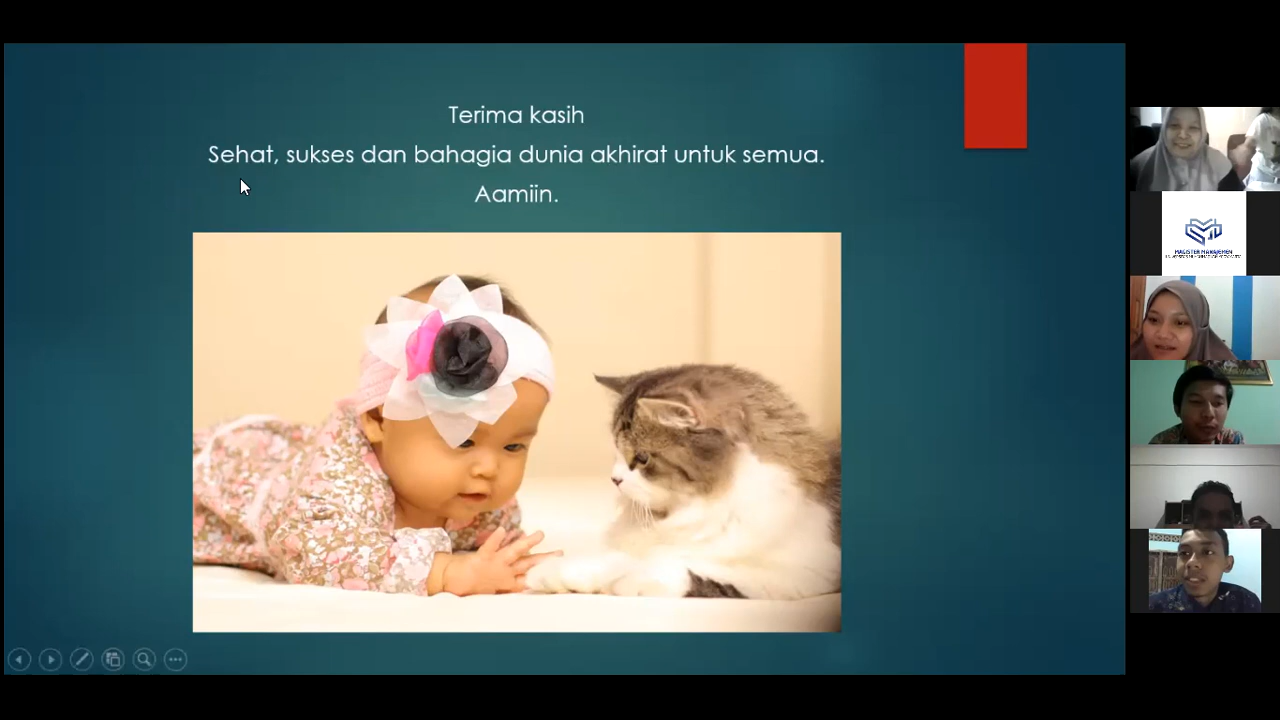 Terima kasih
Sehat, sukses dan bahagia dunia akhirat untuk semua.
Aamiin.
MAGISTER MANAJEMEN